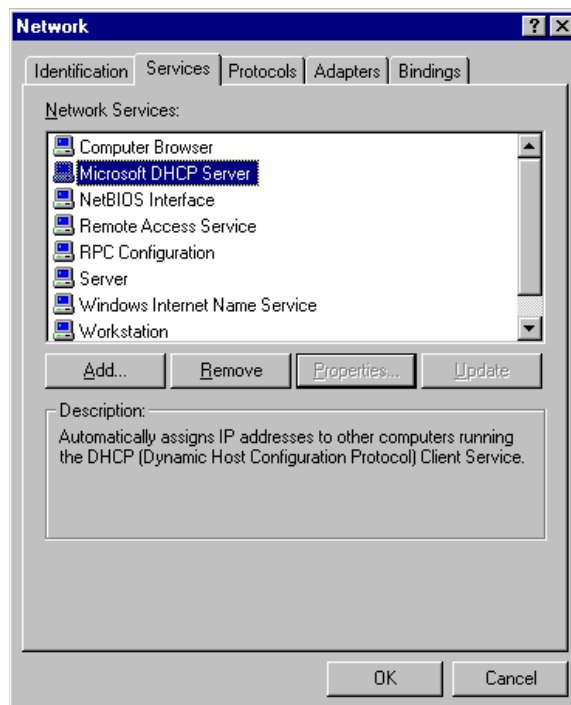 Network
Identification Services Protocols Adapters Bindings
Network Services:
Computer Browser
Microsoft DHCP Server
NetBIOS Interface
Remote Access Service
RPC Configuration
Server
Windows Internet Name Service
Workstation
Add... Remove Properties... Update
Description:
Automatically assigns IP addresses to other computers running
the DHCP (Dynamic Host Configuration Protocol) Client Service.
OK Cancel